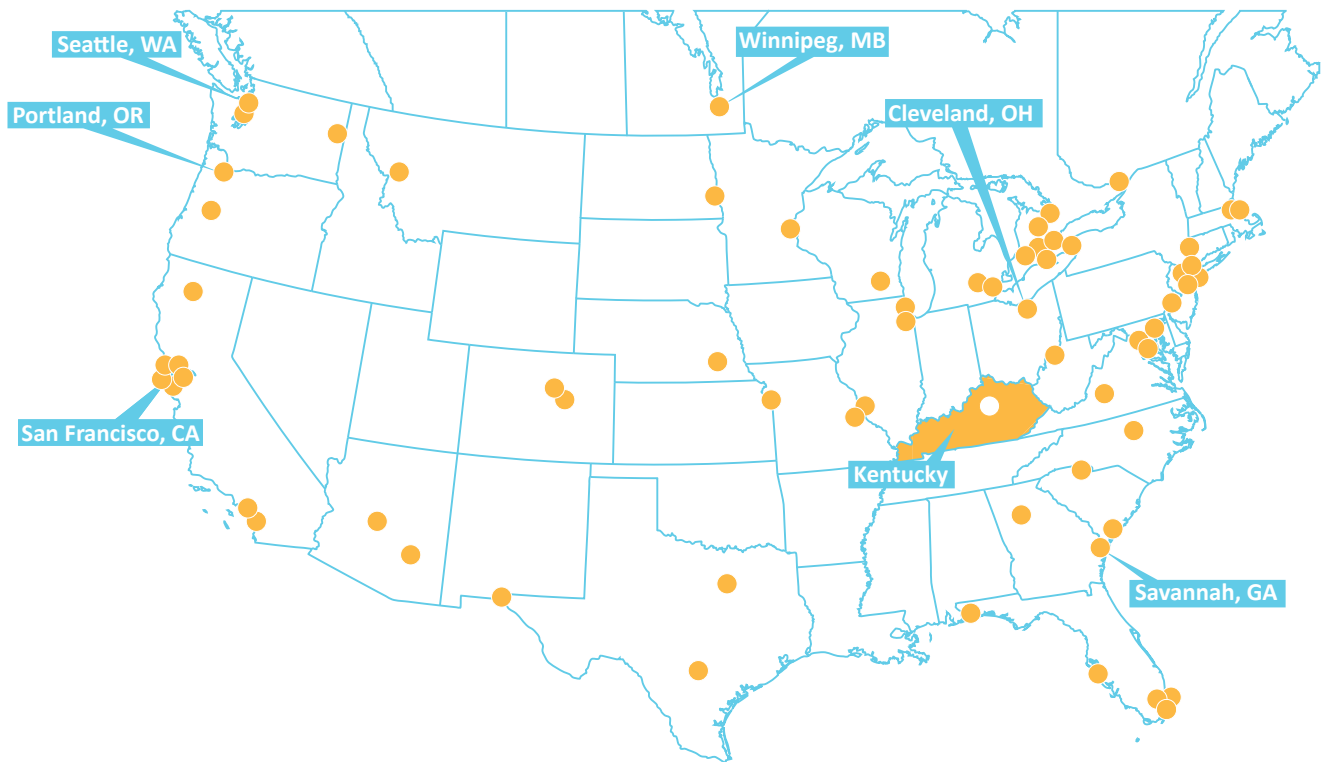 Seattle, WA
Winnipeg, MB
Portland, OR
Cleveland, OH
San Francisco, CA
Kentucky
Savannah, GA